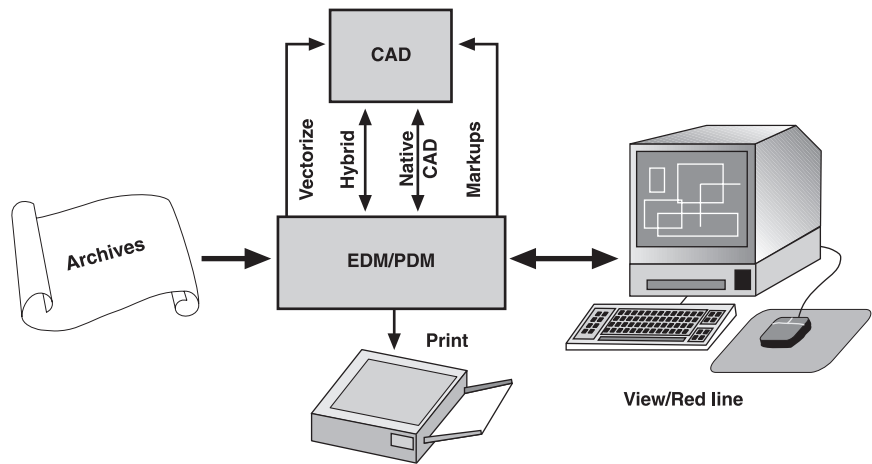 CAD
Vectorize
Hybrid
Native
CAD
Markups
Archives
EDM/PDM
Print
View/Red line